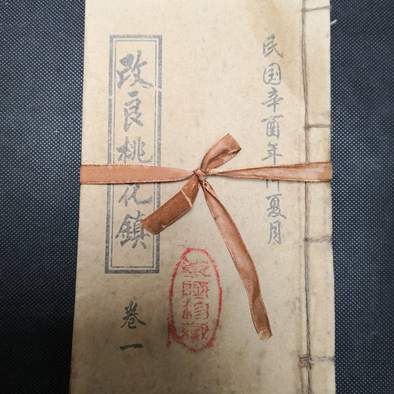 民国辛酉年仲夏月
改良桃花鎮
卷一